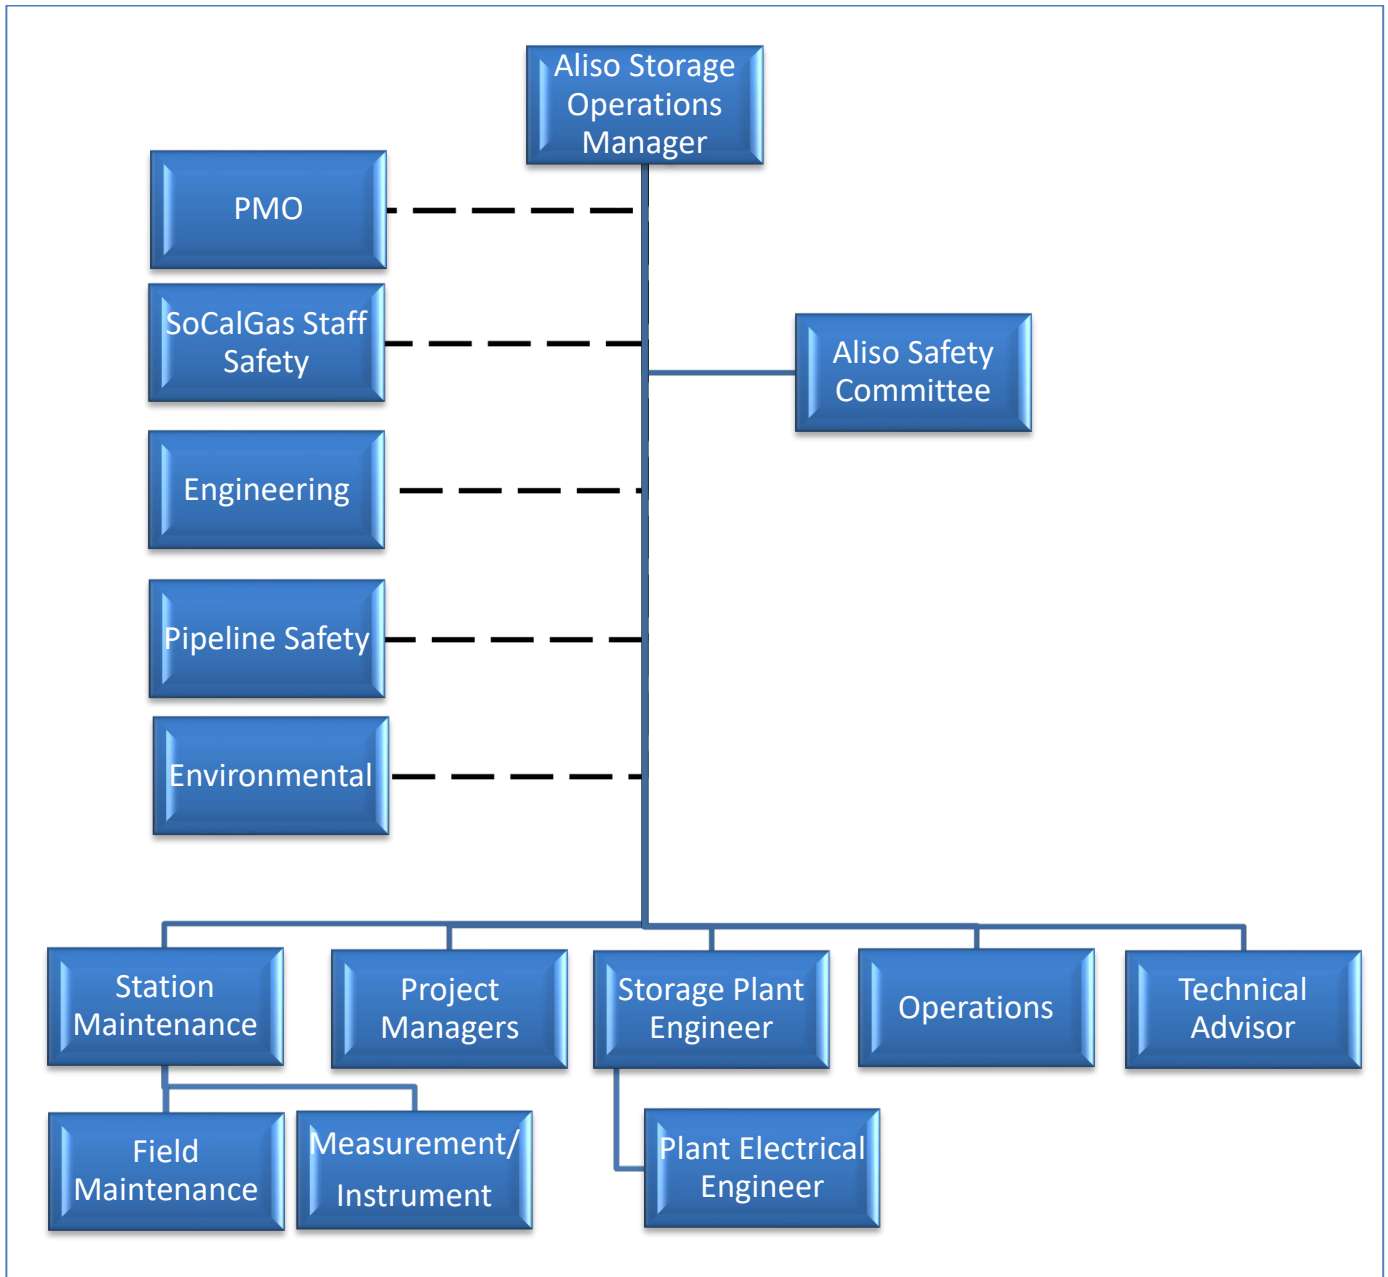 Aliso Storage
Operations
Manager
PMO
SoCalGas Staff
Safety
Aliso Safety
Committee
Engineering
Pipeline Safety
Environmental
Station
Maintenance
Project
Managers
Storage Plant
Engineer
Operations
Technical
Advisor
Field
Maintenance
Measurement/
Instrument
Plant Electrical
Engineer